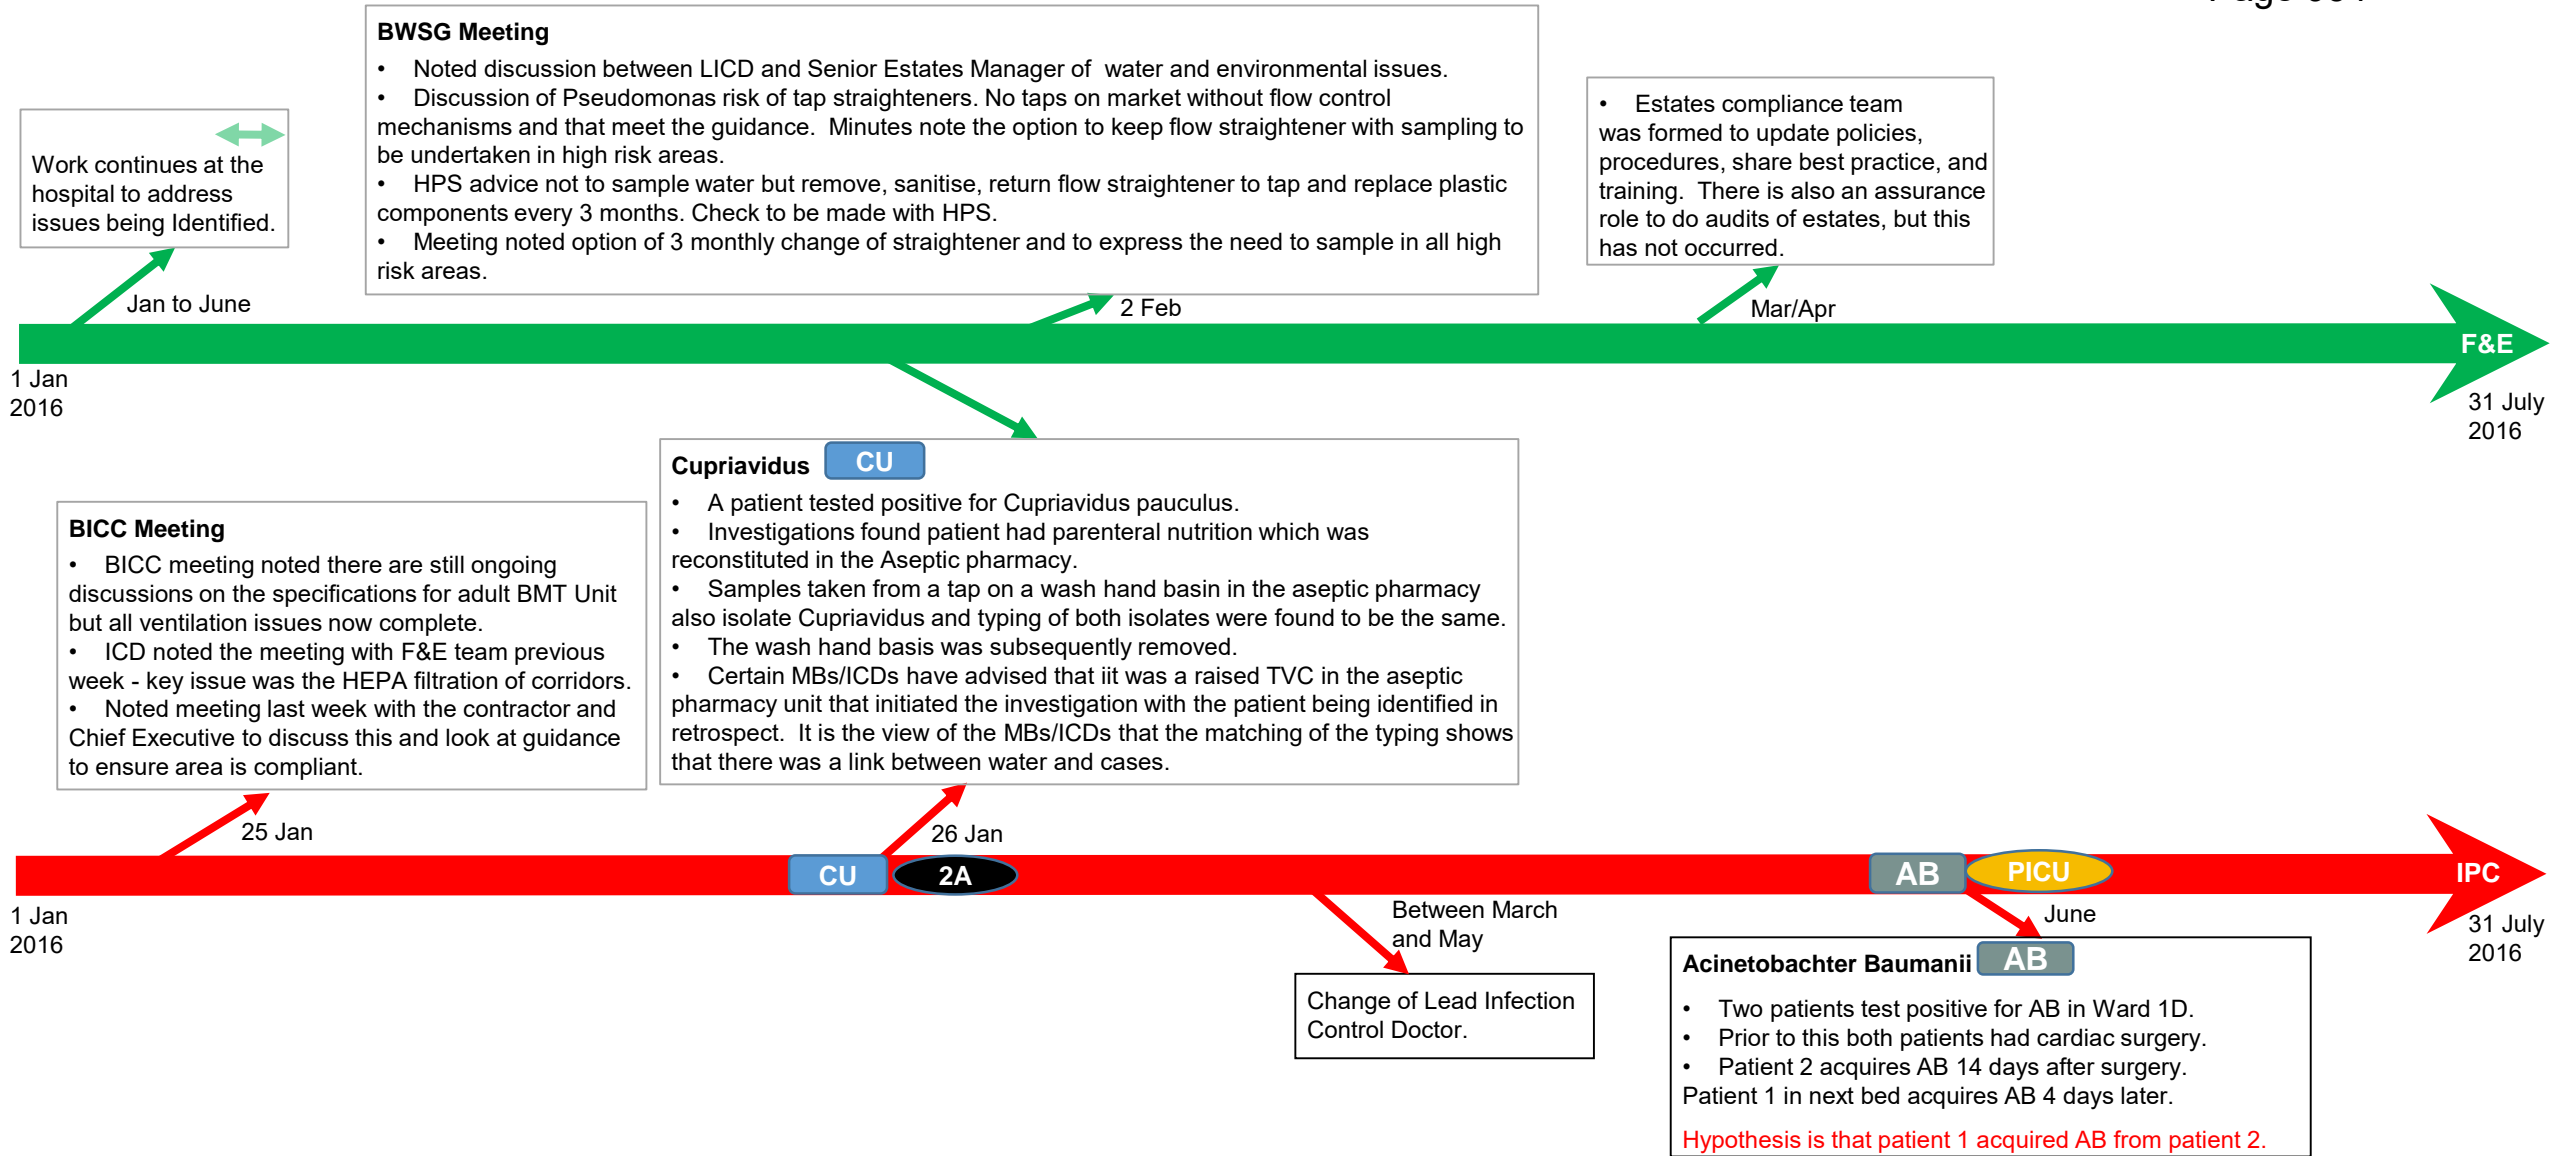 BWSG Meeting
• Noted discussion between LICD and Senior Estates Manager of water and environmental issues.
• Discussion of Pseudomonas risk of tap straighteners. No taps on market without flow control
mechanisms and that meet the guidance. Minutes note the option to keep flow straightener with sampling to
be undertaken in high risk areas.
• HPS advice not to sample water but remove, sanitise, return flow straightener to tap and replace plastic
components every 3 months. Check to be made with HPS.
• Meeting noted option of 3 monthly change of straightener and to express the need to sample in all high
risk areas.
Work continues at the
hospital to address
issues being Identified.
• Estates compliance team
was formed to update policies,
procedures, share best practice, and
training. There is also an assurance
role to do audits of estates, but this
has not occurred.
Jan to June
2 Feb
Mar/Apr
F&E
1 Jan
2016
31 July
2016
Cupriavidus CU
• A patient tested positive for Cupriavidus pauculus.
• Investigations found patient had parenteral nutrition which was
reconstituted in the Aseptic pharmacy.
• Samples taken from a tap on a wash hand basin in the aseptic pharmacy
also isolate Cupriavidus and typing of both isolates were found to be the same.
• The wash hand basis was subsequently removed.
• Certain MBs/ICDs have advised that iit was a raised TVC in the aseptic
pharmacy unit that initiated the investigation with the patient being identified in
retrospect. It is the view of the MBs/ICDs that the matching of the typing shows
that there was a link between water and cases.
BICC Meeting
• BICC meeting noted there are still ongoing
discussions on the specifications for adult BMT Unit
but all ventilation issues now complete.
• ICD noted the meeting with F&E team previous
week - key issue was the HEPA filtration of corridors.
• Noted meeting last week with the contractor and
Chief Executive to discuss this and look at guidance
to ensure area is compliant.
25 Jan
26 Jan
CU
2A
AB
PICU
IPC
1 Jan
2016
Between March
and May
June
31 July
2016
Change of Lead Infection
Control Doctor.
Acinetobachter Baumanii AB
• Two patients test positive for AB in Ward 1D.
• Prior to this both patients had cardiac surgery.
• Patient 2 acquires AB 14 days after surgery.
Patient 1 in next bed acquires AB 4 days later.
Hypothesis is that patient 1 acquired AB from patient 2.